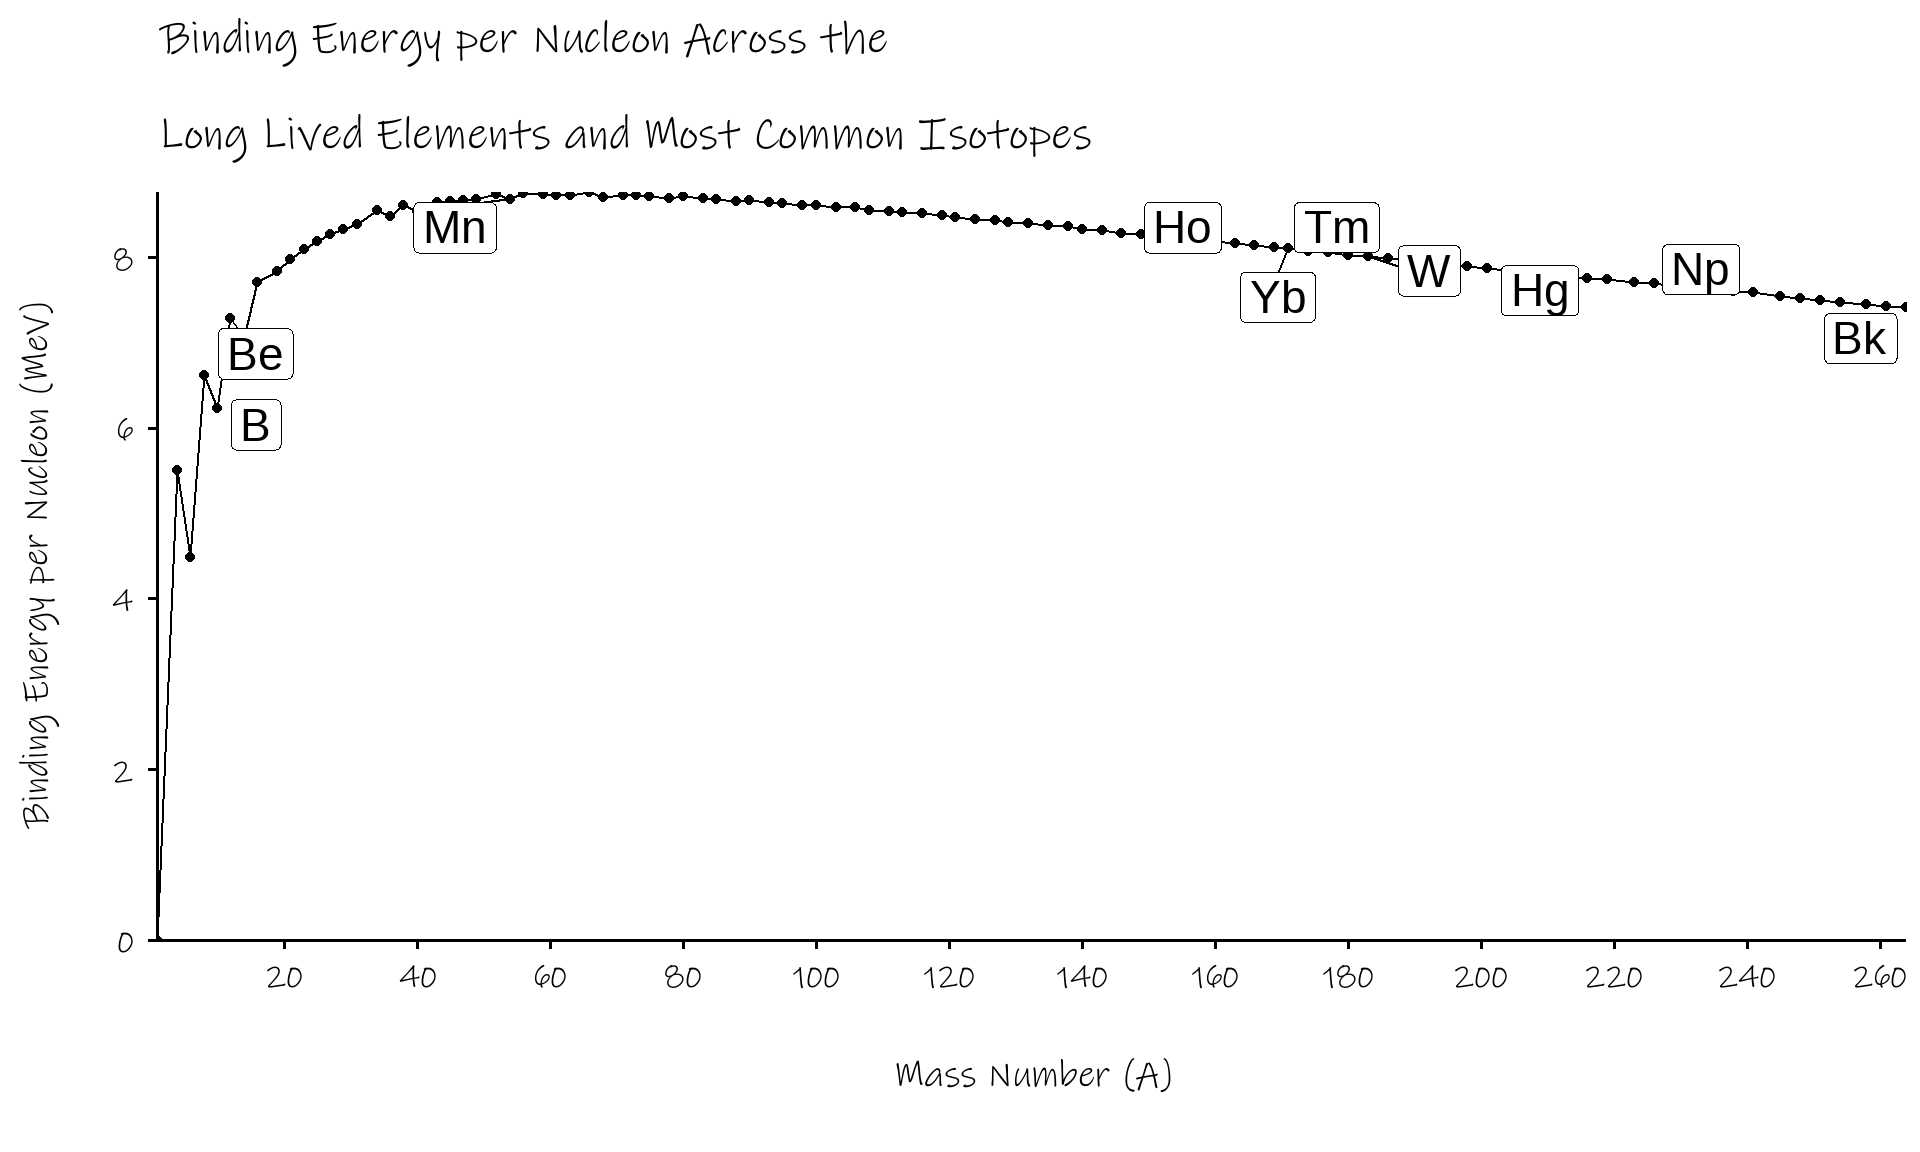 Binding Energy per Nucleon Across the
Long Lived Elements and Most Common Isotopes
Binding Energy per Nucleon (MeV)
8
6
4
2
0
Mn
Be
B
Ho
Tm
Yb
W
Hg
Np
Bk
20 40 60 80 100 120 140 160 180 200 220 240 260
Mass Number (A)